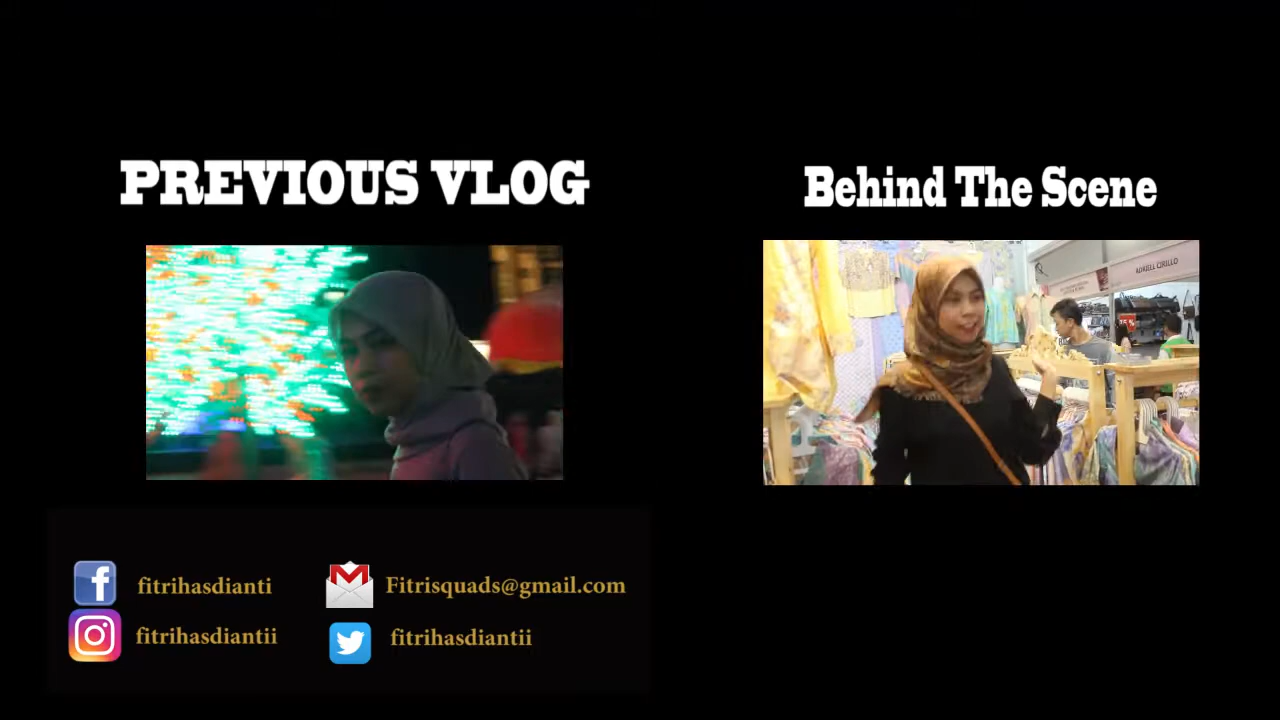 PREVIOUS VLOG
Behind The Scene
fitrihasdianti
Fitrisquads@gmail.com
fitrihasdiantii
fitrihasdiantii